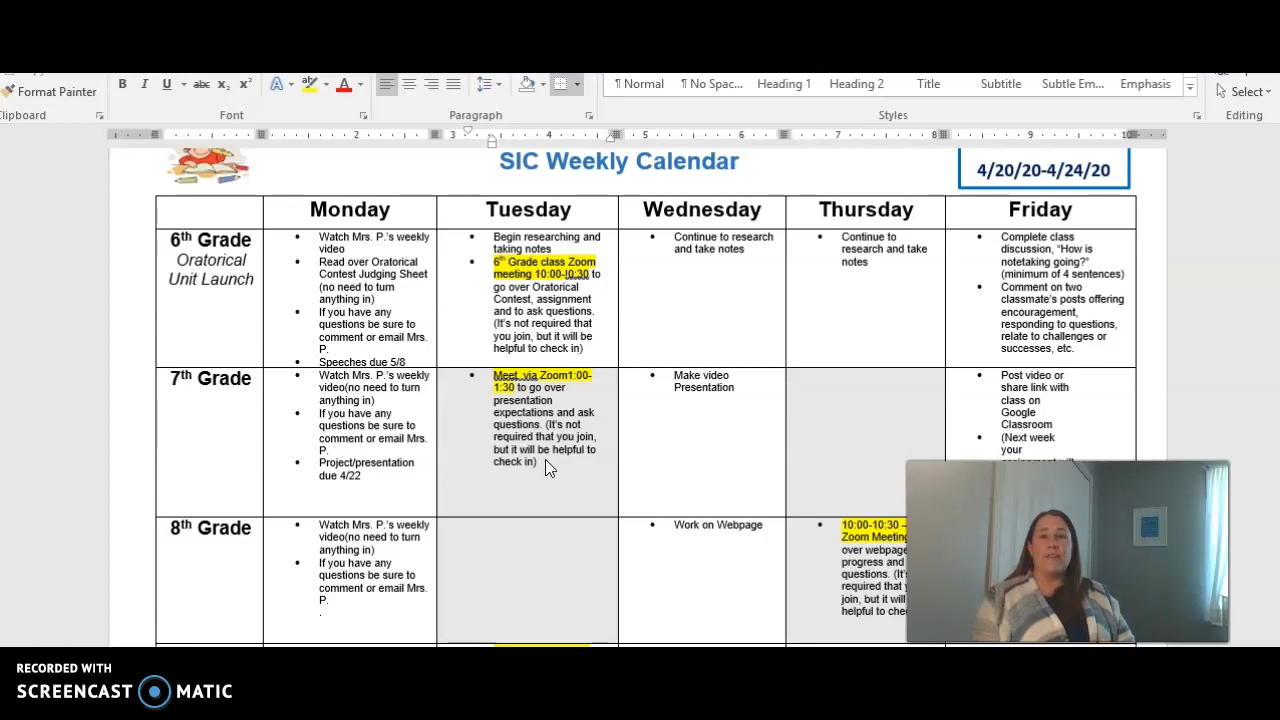 Format Painter
B I U abc x₂ x² A ab A
¶ Normal ¶ No Spac... Heading 1 Heading 2 Title Subtitle Subtle Em... Emphasis
Select
Clipboard Font Paragraph Styles Editing
2 3 4 5 6 7 8 9 10
SIC Weekly Calendar
4/20/20-4/24/20
Monday Tuesday Wednesday Thursday Friday
6th Grade
Oratorical
Unit Launch
Watch Mrs. P.'s weekly
video
Read over Oratorical
Contest Judging Sheet
(no need to turn
anything in)
If you have any
questions be sure to
comment or email Mrs.
P.
Speeches due 5/8
Begin researching and
taking notes
6th Grade class Zoom
meeting 10:00-!0:30 to
go over Oratorical
Contest, assignment
and to ask questions.
(It's not required that
you join, but it will be
helpful to check in)
Continue to research
and take notes
Continue to
research and take
notes
Complete class
discussion, "How is
notetaking going?"
(minimum of 4 sentences)
Comment on two
classmate's posts offering
encouragement,
responding to questions,
relate to challenges or
successes, etc.
7th Grade
Watch Mrs. P.'s weekly
video(no need to turn
anything in)
If you have any
questions be sure to
comment or email Mrs.
P.
Project/presentation
due 4/22
Meet via Zoom1:00-
1:30 to go over
presentation
expectations and ask
questions. (It's not
required that you join,
but it will be helpful to
check in)
Make video
Presentation
Post video or
share link with
class on
Google
Classroom
(Next week
your
8th Grade
Watch Mrs. P.'s weekly
video(no need to turn
anything in)
If you have any
questions be sure to
comment or email Mrs.
P.
.
Work on Webpage
10:00-10:30 –
Zoom Meeting
over webpage
progress and
questions. (It's
required that
join, but it will
helpful to
RECORDED WITH
SCREENCAST MATIC